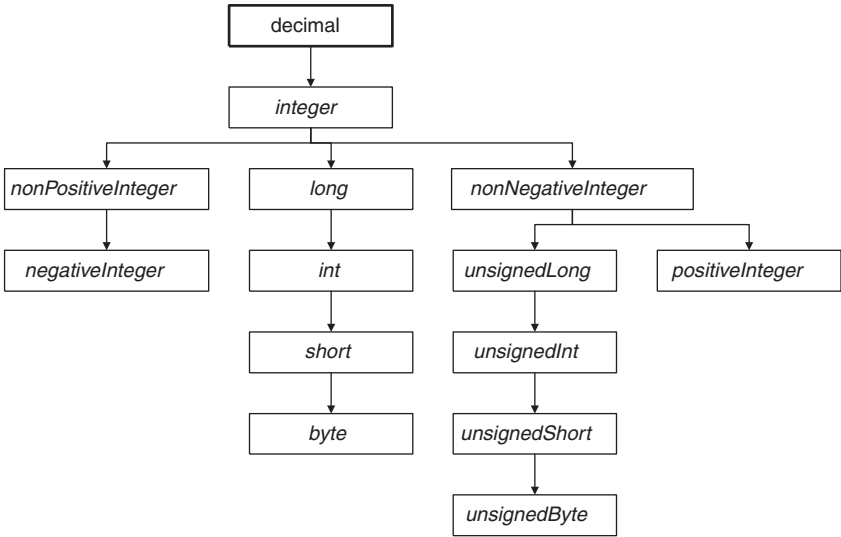 decimal
integer
nonPositiveInteger
long
nonNegativeInteger
negativeInteger
int
unsignedLong
positiveInteger
short
unsignedInt
byte
unsignedShort
unsignedByte